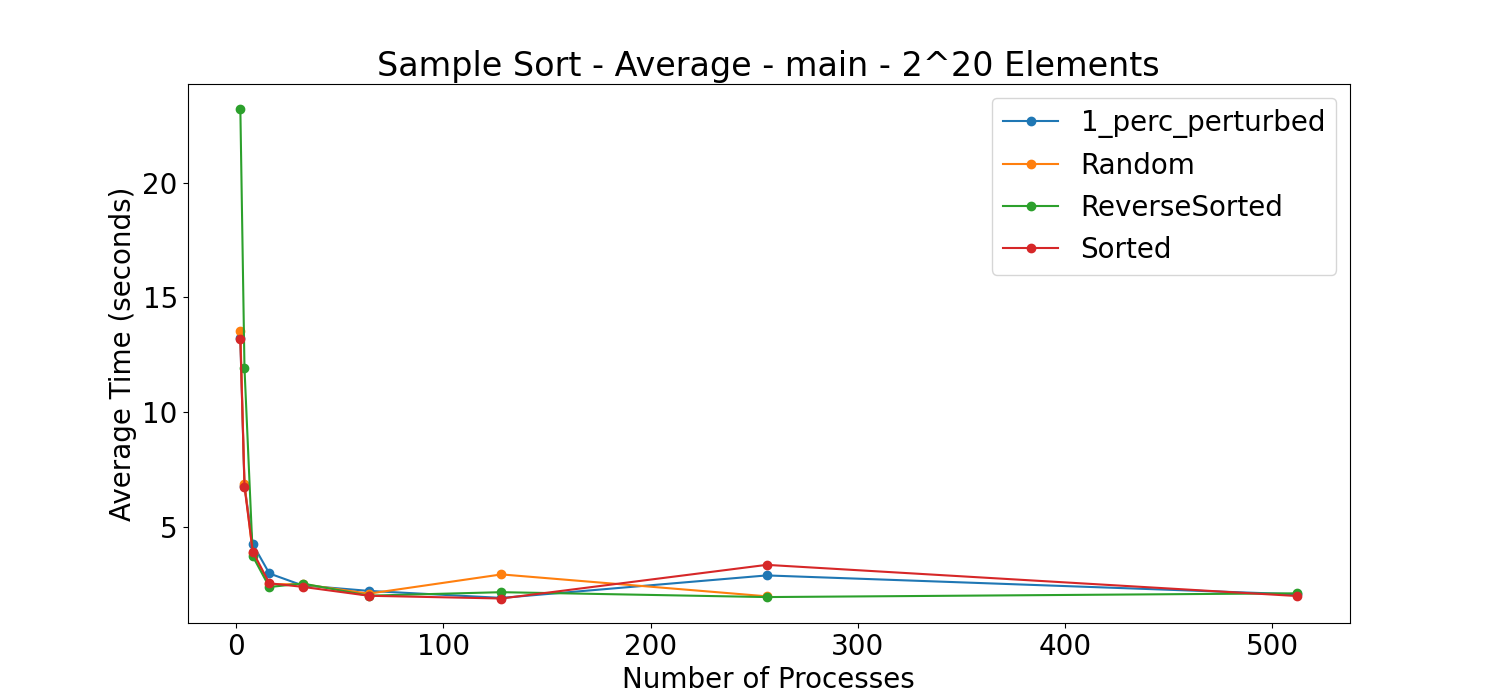 Sample Sort - Average - main - 2^20 Elements
1_perc_perturbed
Random
ReverseSorted
Sorted
Average Time (seconds)
20
15
10
5
0 100 200 300 400 500
Number of Processes